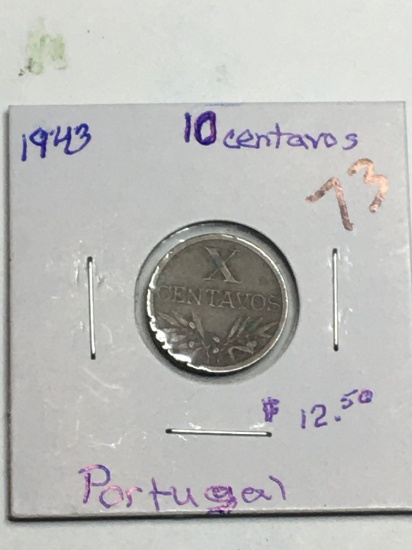 1943 10 centavos
73
X
CENTAVOS
$ 12.50
Portugal